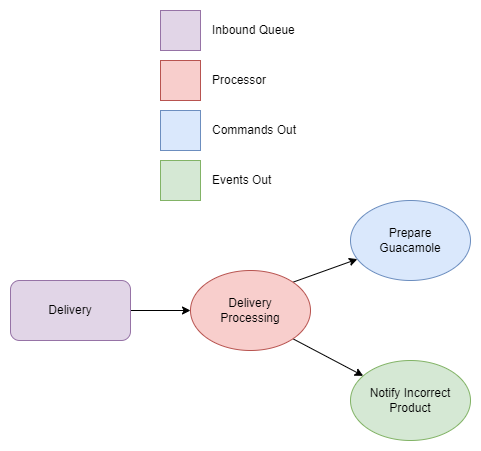 Inbound Queue
Processor
Commands Out
Events Out
Prepare
Guacamole
Delivery
Delivery
Processing
Notify Incorrect
Product